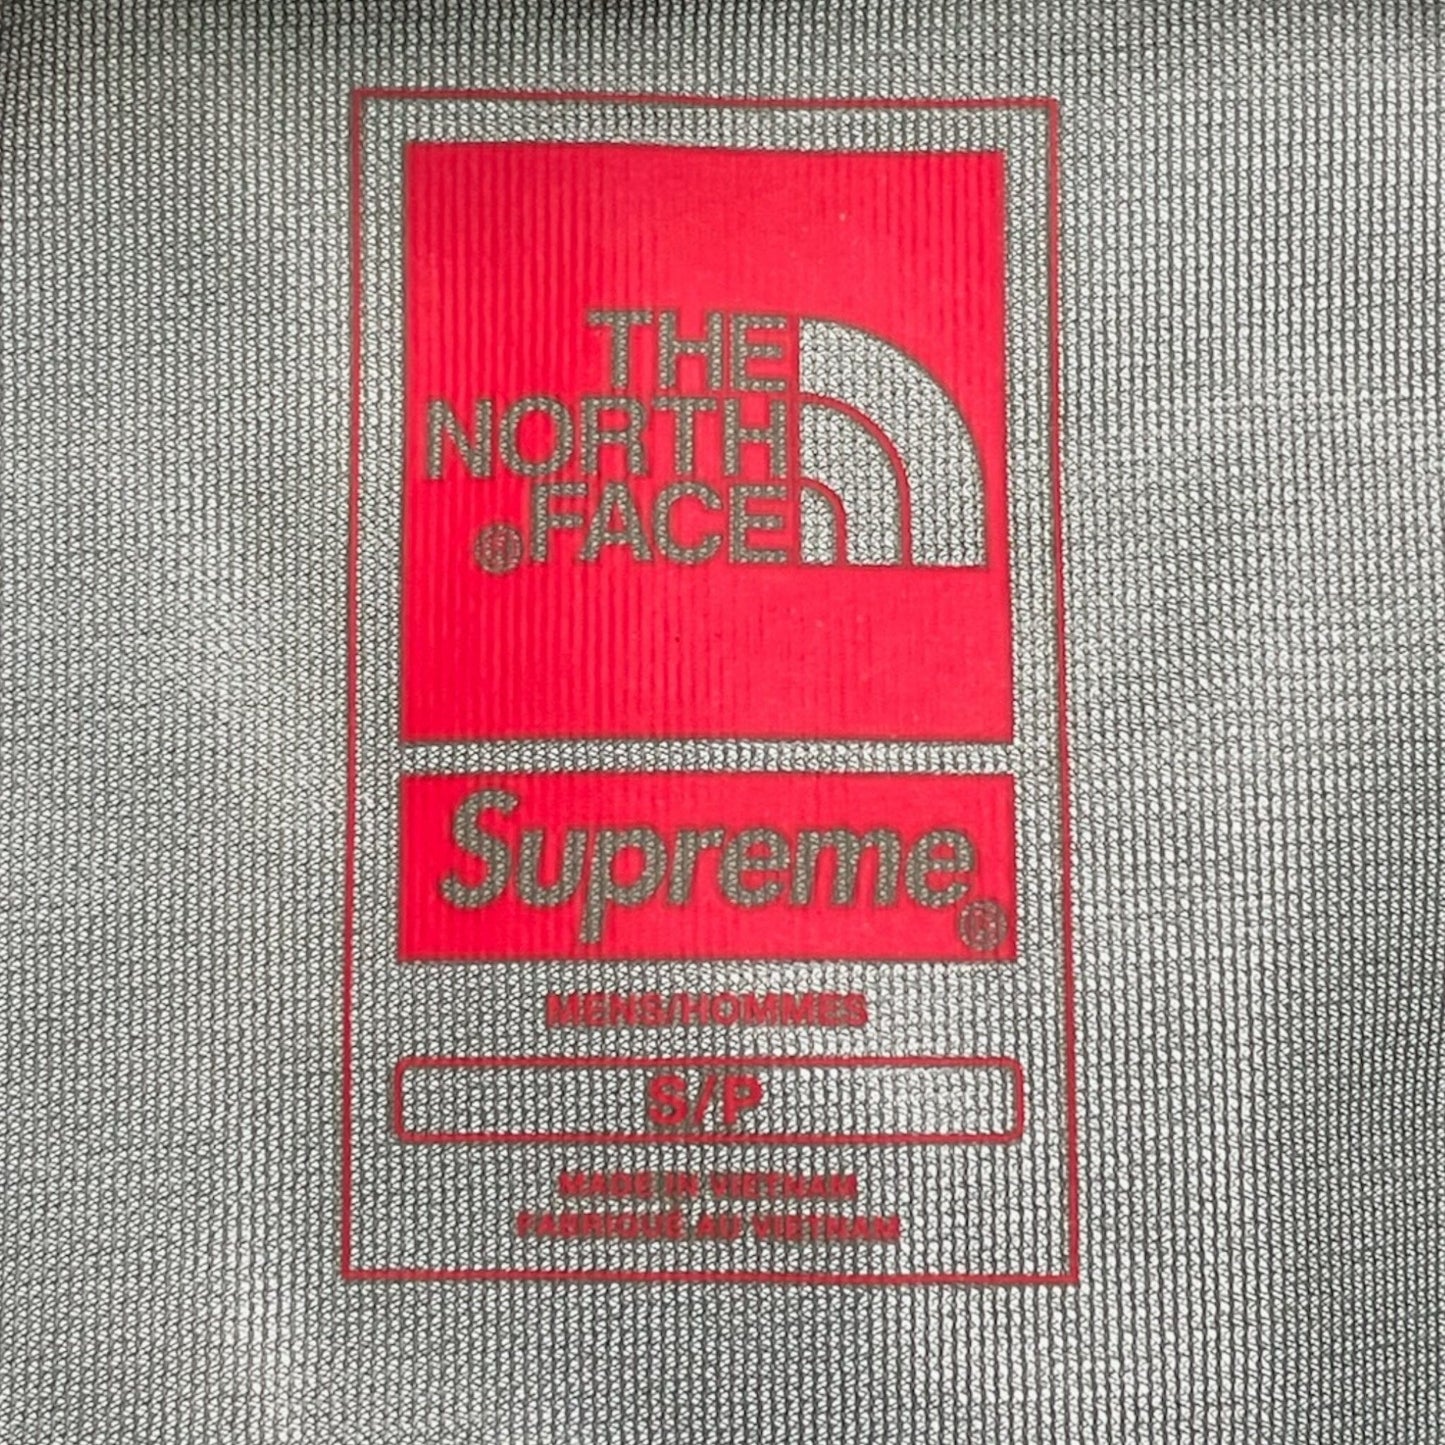 THE
NORTH
®FACE
Supreme®
MENS/HOMMES
S/P
MADE IN VIETNAM
FABRIQUÉ AU VIETNAM